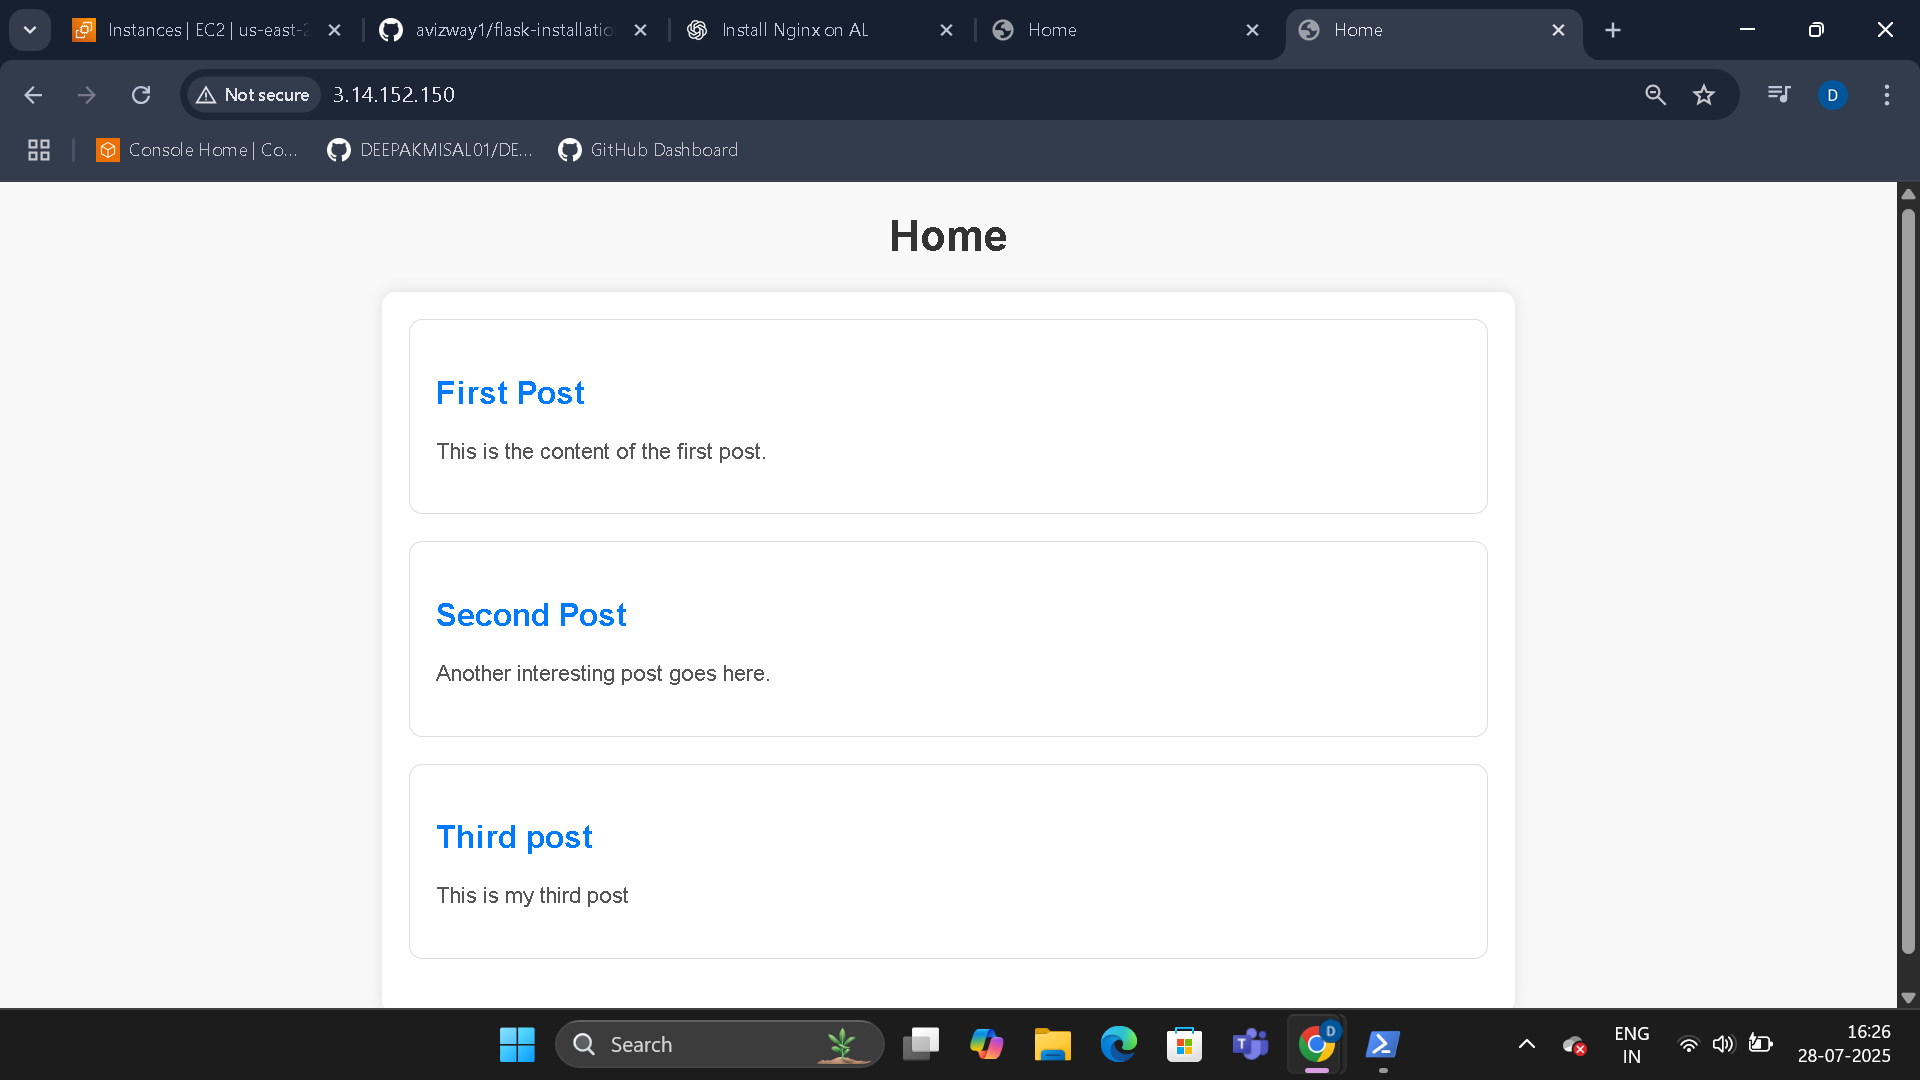 Instances | EC2 | us-east-2
avizway1/flask-installatio
Install Nginx on AL
Home
Home
Not secure
3.14.152.150
D
Console Home | Co...
DEEPAKMISAL01/DE...
GitHub Dashboard
Home
First Post
This is the content of the first post.
Second Post
Another interesting post goes here.
Third post
This is my third post
Search
D
ENG
IN
16:26
28-07-2025